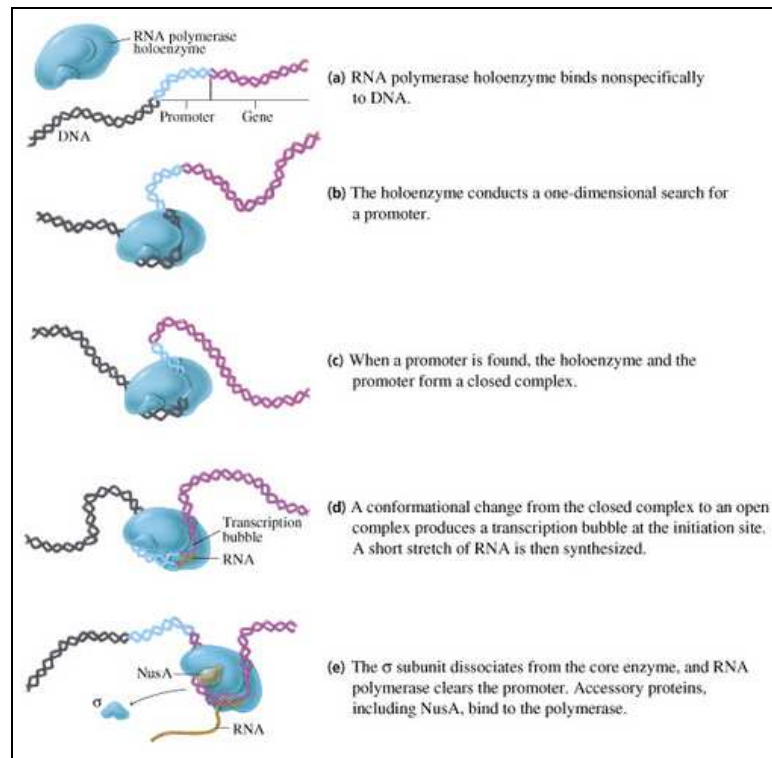 RNA polymerase
holoenzyme
DNA
Promoter Gene
(a) RNA polymerase holoenzyme binds nonspecifically
to DNA.
(b) The holoenzyme conducts a one-dimensional search for
a promoter.
(c) When a promoter is found, the holoenzyme and the
promoter form a closed complex.
Transcription
bubble
RNA
(d) A conformational change from the closed complex to an open
complex produces a transcription bubble at the initiation site.
A short stretch of RNA is then synthesized.
NusA
σ
RNA
(e) The σ subunit dissociates from the core enzyme, and RNA
polymerase clears the promoter. Accessory proteins,
including NusA, bind to the polymerase.